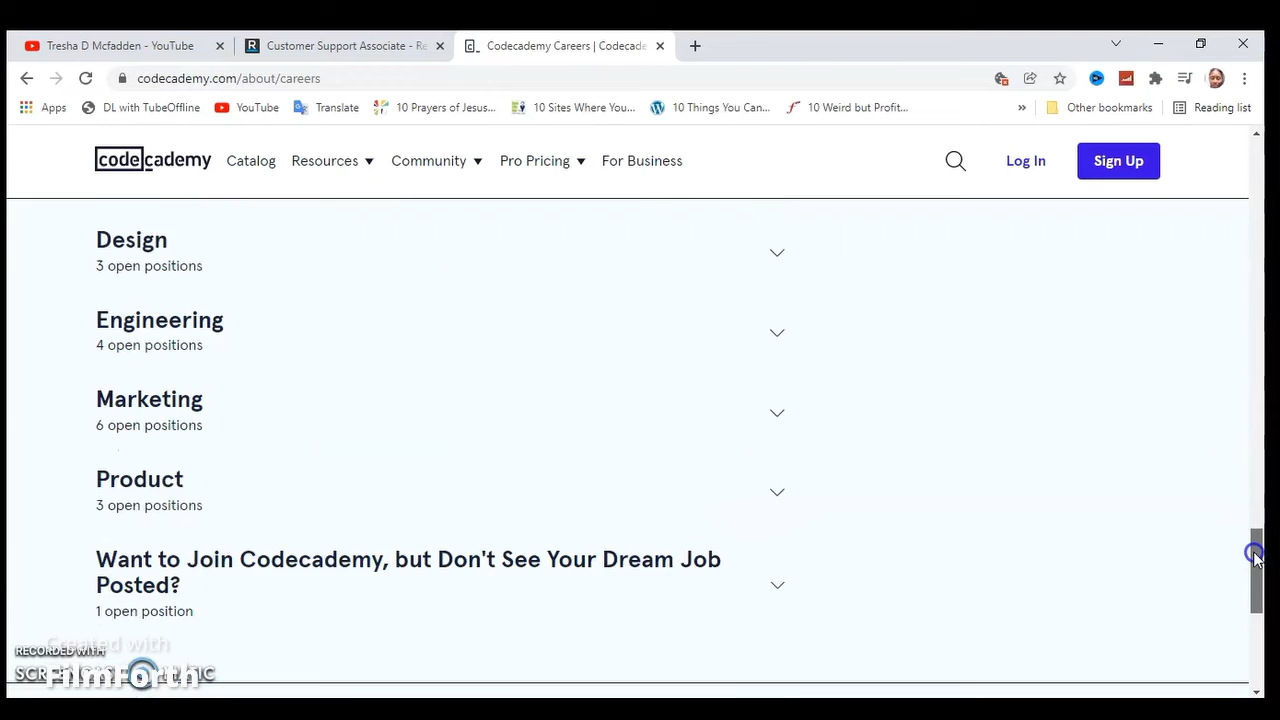 Tresha D Mcfadden - YouTube
Customer Support Associate - Re
Codecademy Careers | Codecade
codecademy.com/about/careers
Apps
DL with TubeOffline
YouTube
Translate
10 Prayers of Jesus...
10 Sites Where You...
10 Things You Can...
10 Weird but Profit...
»
Other bookmarks
Reading list
codecademy
Catalog
Resources
Community
Pro Pricing
For Business
Log In
Sign Up
Design
3 open positions
Engineering
4 open positions
Marketing
6 open positions
Product
3 open positions
Want to Join Codecademy, but Don't See Your Dream Job
Posted?
1 open position
Created with
RECORDED WITH
FilmForth